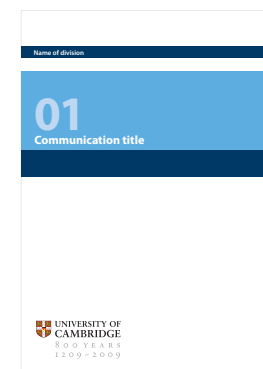 Name of division
01
Communication title
UNIVERSITY OF
CAMBRIDGE
800 YEARS
1209~2009